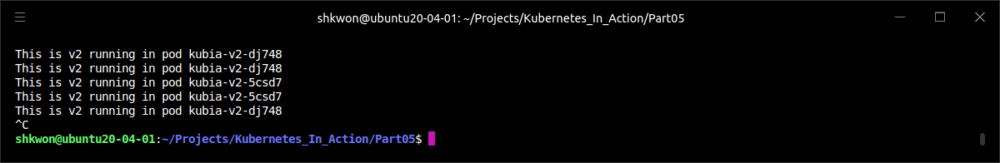 shkwon@ubuntu20-04-01: ~/Projects/Kubernetes_In_Action/Part05
This is v2 running in pod kubia-v2-dj748
This is v2 running in pod kubia-v2-dj748
This is v2 running in pod kubia-v2-5csd7
This is v2 running in pod kubia-v2-5csd7
This is v2 running in pod kubia-v2-dj748
^C
shkwon@ubuntu20-04-01:~/Projects/Kubernetes_In_Action/Part05$